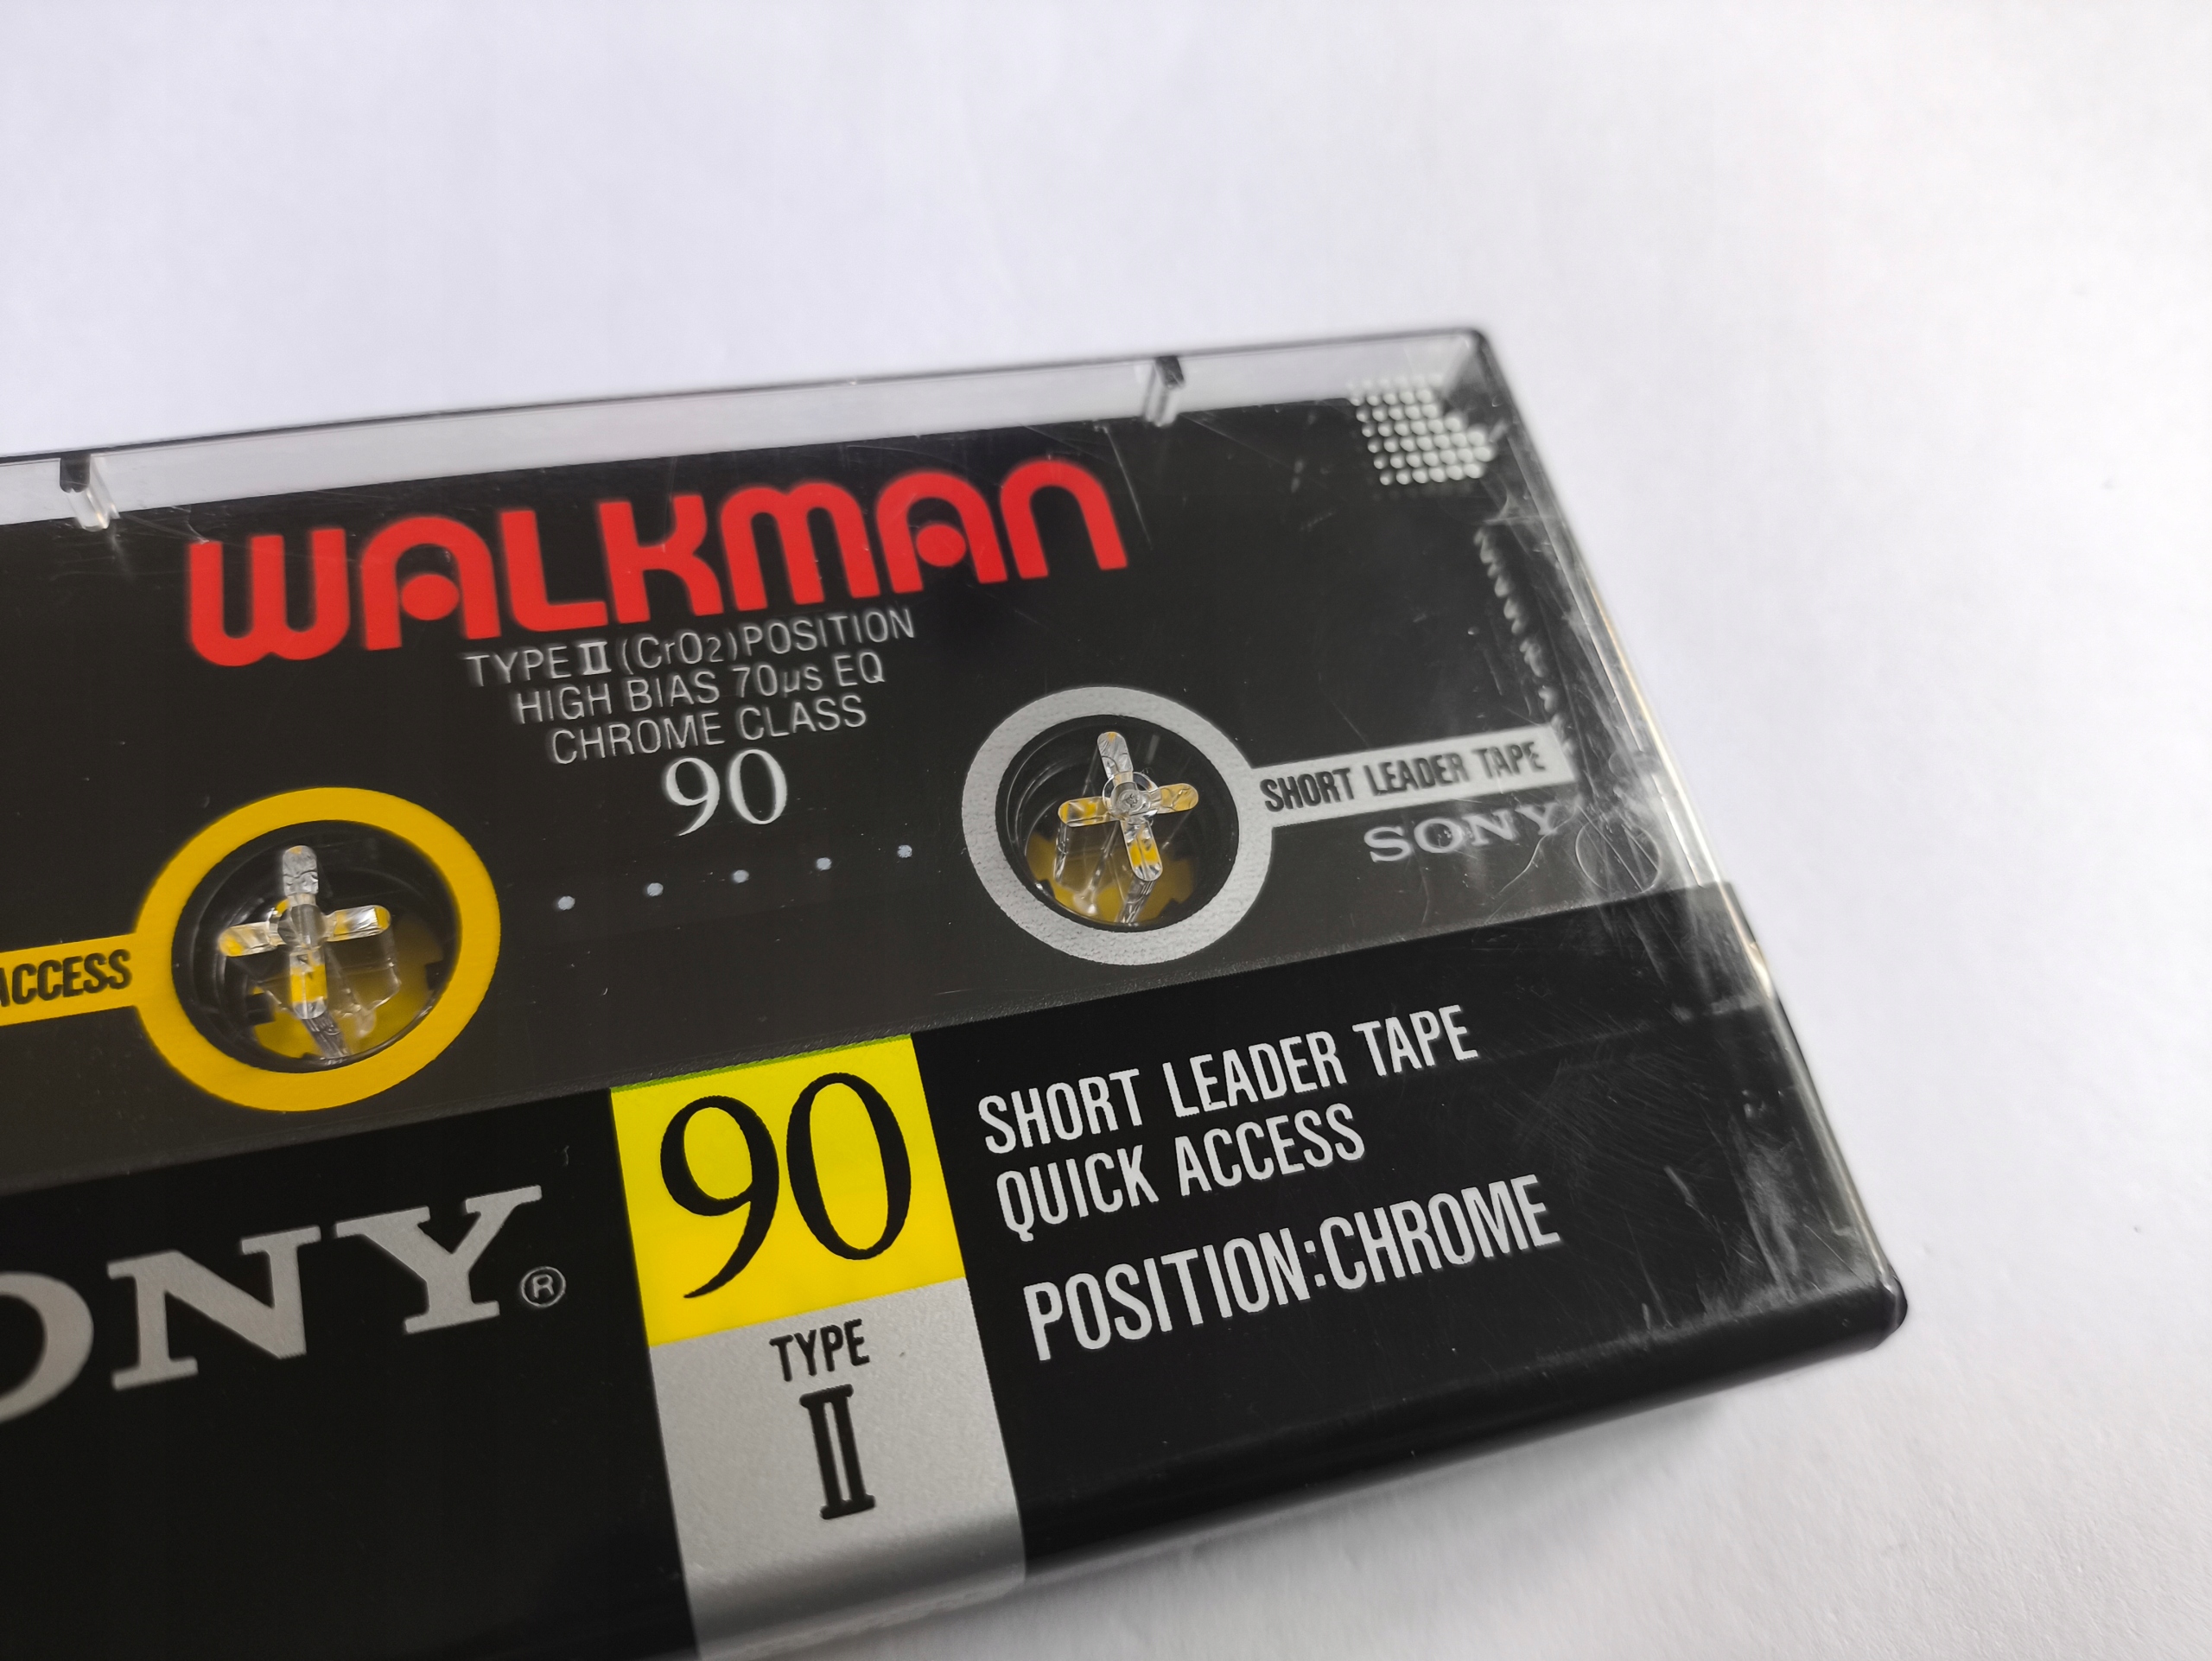 WALKMAN
TYPE II (CrO2) POSITION
HIGH BIAS 70μs EQ
CHROME CLASS
90
SHORT LEADER TAPE
SONY
ACCESS
ONY®
90
TYPE
II
SHORT LEADER TAPE
QUICK ACCESS
POSITION:CHROME